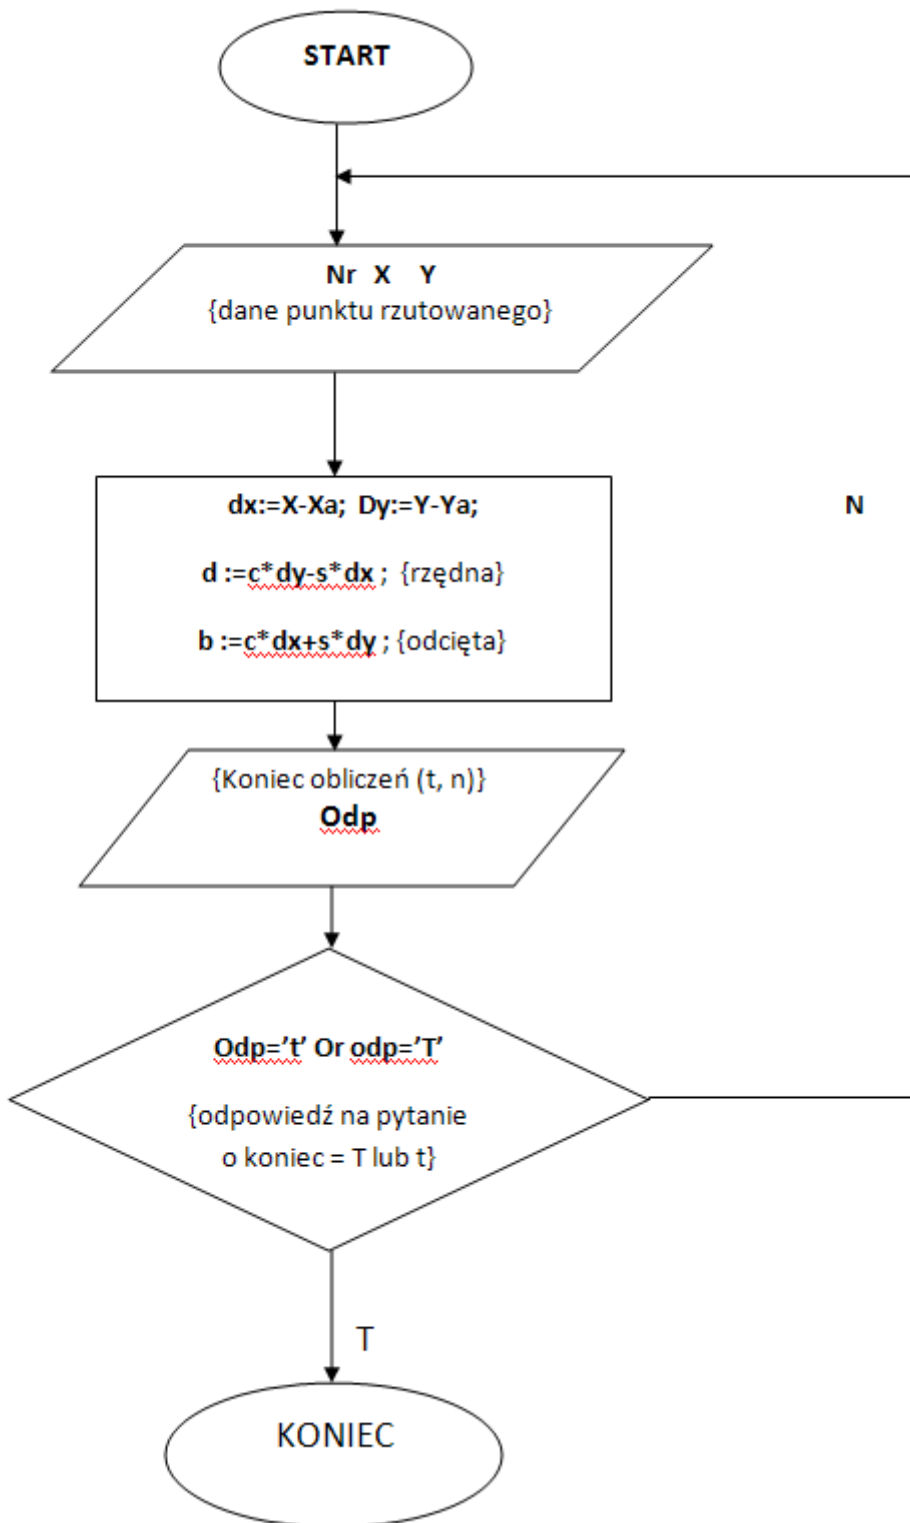 START
Nr X Y
{dane punktu rzutowanego}
dx:=X-Xa; Dy:=Y-Ya;
N
d :=c*dy-s*dx ; {rzędna}
b :=c*dx+s*dy ; {odcięta}
{Koniec obliczeń (t, n)}
Odp
Odp=’t’ Or odp=’T’
{odpowiedź na pytanie
o koniec = T lub t}
T
KONIEC